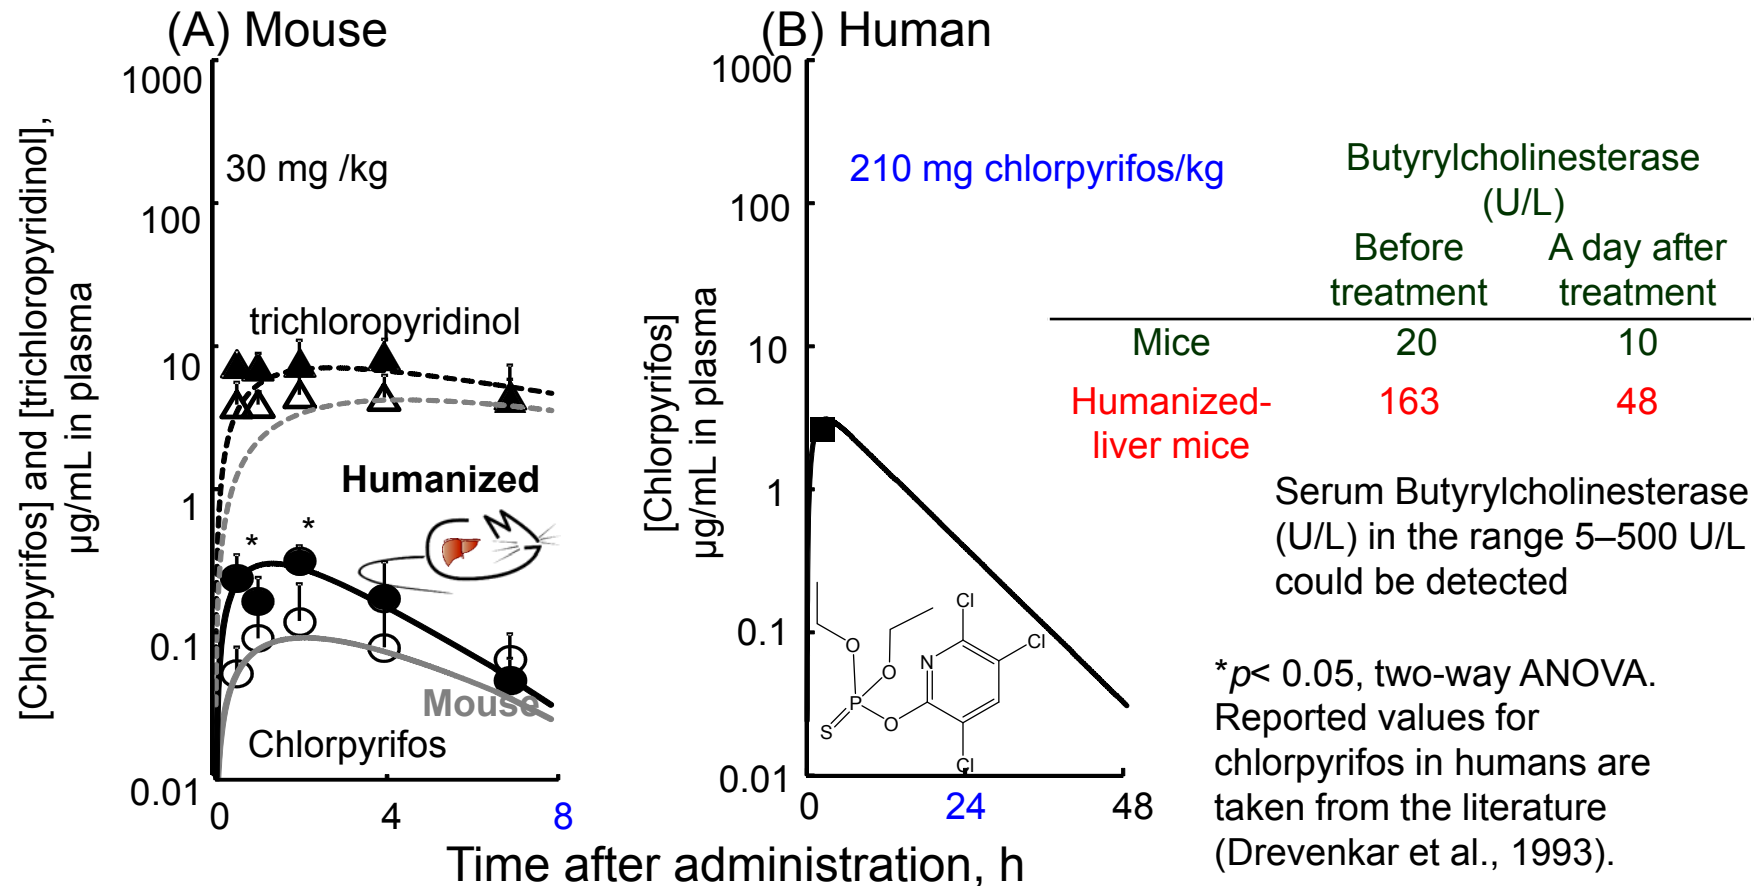 (A) Mouse
[Chlorpyrifos] and [trichloropyridinol],
µg/mL in plasma
1000
100
10
1
0.1
0.01
30 mg /kg
trichloropyridinol
Humanized
*
*
Mouse
Chlorpyrifos
0
4
8
(B) Human
[Chlorpyrifos]
µg/mL in plasma
1000
100
10
1
0.1
0.01
210 mg chlorpyrifos/kg
Cl
Cl
O
O
N
P
S
O
Cl
0
24
48
Time after administration, h
Butyrylcholinesterase
(U/L)
Before
treatment
A day after
treatment
Mice 20 10
Humanized-
liver mice
163 48
Serum Butyrylcholinesterase
(U/L) in the range 5–500 U/L
could be detected
*p< 0.05, two-way ANOVA.
Reported values for
chlorpyrifos in humans are
taken from the literature
(Drevenkar et al., 1993).